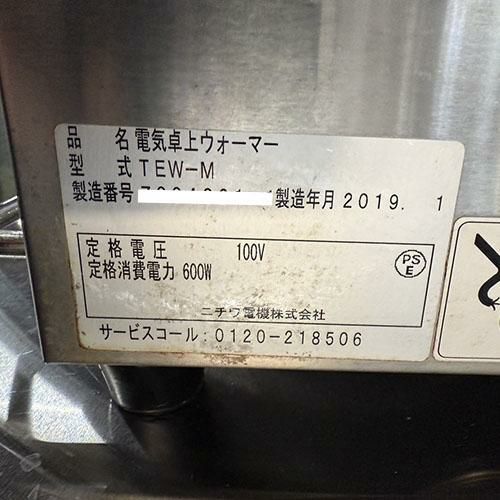 品 名 電気卓上ウォーマー
型 式 TEW-M
製造番号 製造年月 2019. 1
定格電圧 100V
定格消費電力 600W
PS
E
ニチワ電機株式会社
サービスコール:0120-218506